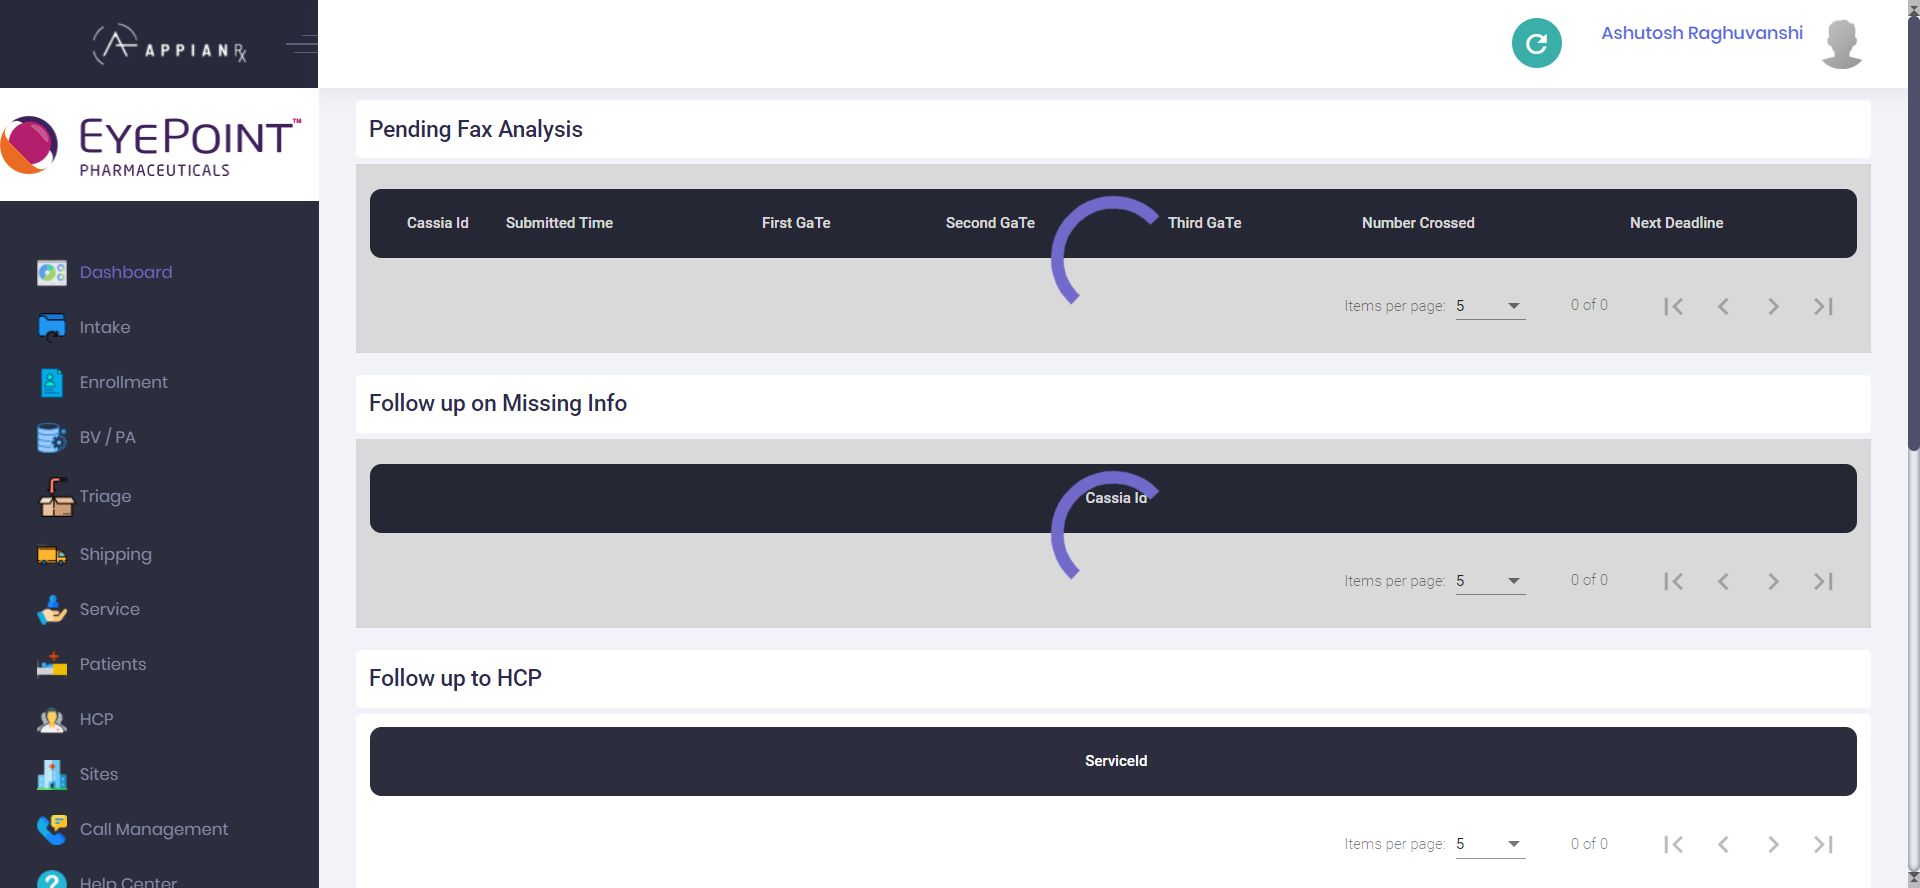 APPIANRx
Ashutosh Raghuvanshi
EYEPOINT™
PHARMACEUTICALS
Dashboard
Intake
Enrollment
BV / PA
Triage
Shipping
Service
Patients
HCP
Sites
Call Management
Help Center
Pending Fax Analysis
Cassia Id Submitted Time First GaTe Second GaTe Third GaTe Number Crossed Next Deadline
Items per page: 5 0 of 0
Follow up on Missing Info
Cassia Id
Items per page: 5 0 of 0
Follow up to HCP
ServiceId
Items per page: 5 0 of 0